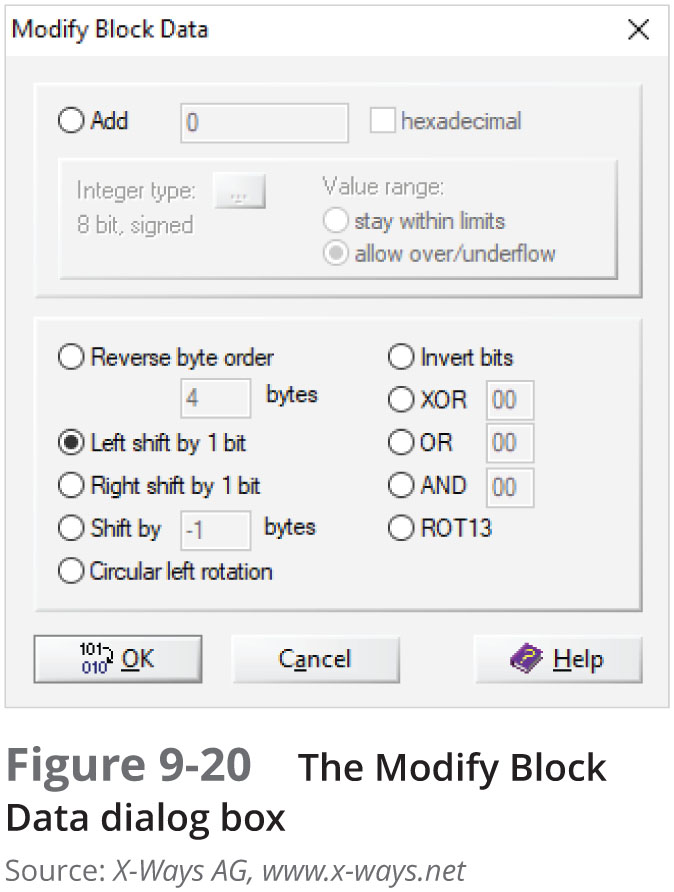 Modify Block Data
Add 0 hexadecimal
Integer type: ...
8 bit, signed
Value range:
stay within limits
allow over/underflow
Reverse byte order
4 bytes
Left shift by 1 bit
Right shift by 1 bit
Shift by -1 bytes
Circular left rotation
Invert bits
XOR 00
OR 00
AND 00
ROT13
101
010 OK
Cancel
? Help
Figure 9-20 The Modify Block
Data dialog box
Source: X-Ways AG, www.x-ways.net